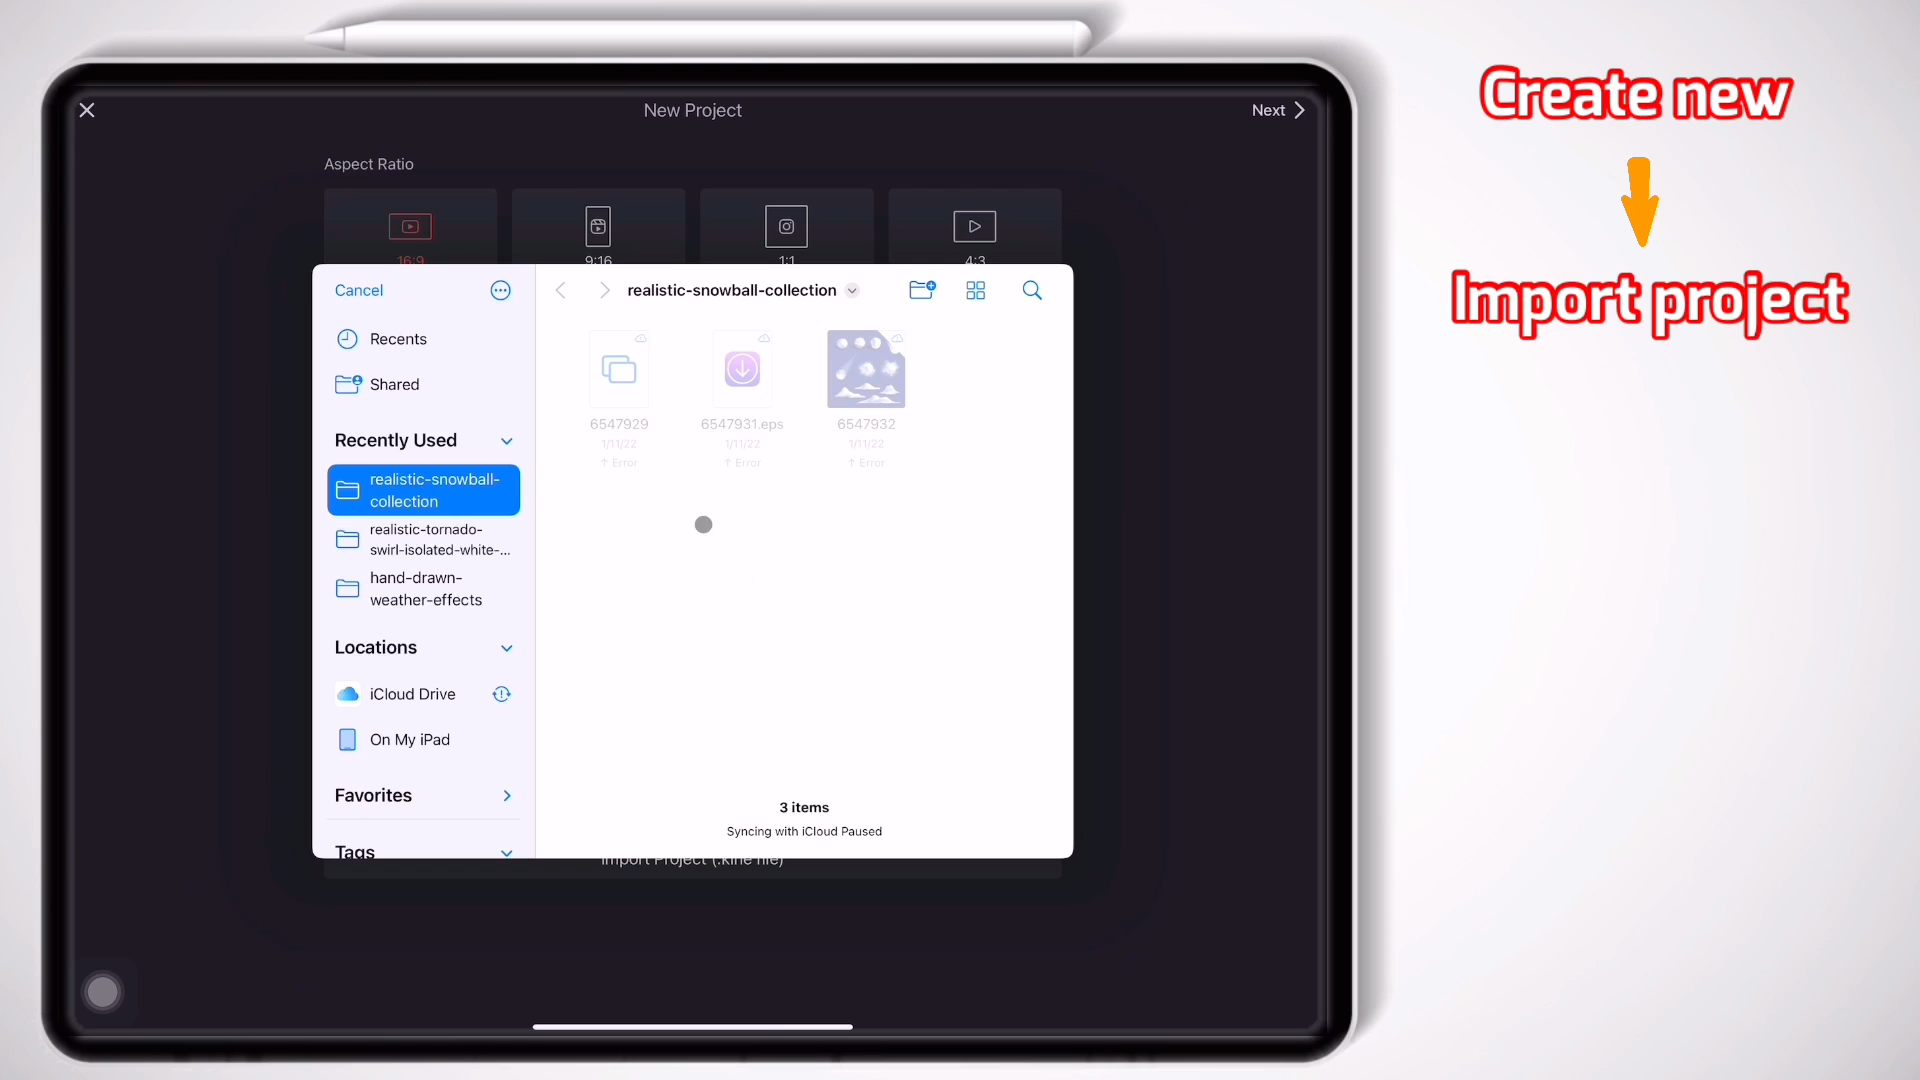 Create new
Import project
New Project
Next
Aspect Ratio
16:9
9:16
1:1
4:3
Cancel
Recents
Shared
Recently Used
realistic-snowball-
collection
realistic-tornado-
swirl-isolated-white-...
hand-drawn-
weather-effects
Locations
iCloud Drive
On My iPad
Favorites
Tags
realistic-snowball-collection
6547929
1/11/22
↑ Error
6547931.eps
1/11/22
↑ Error
6547932
1/11/22
↑ Error
3 items
Syncing with iCloud Paused
Import Project (.kine file)